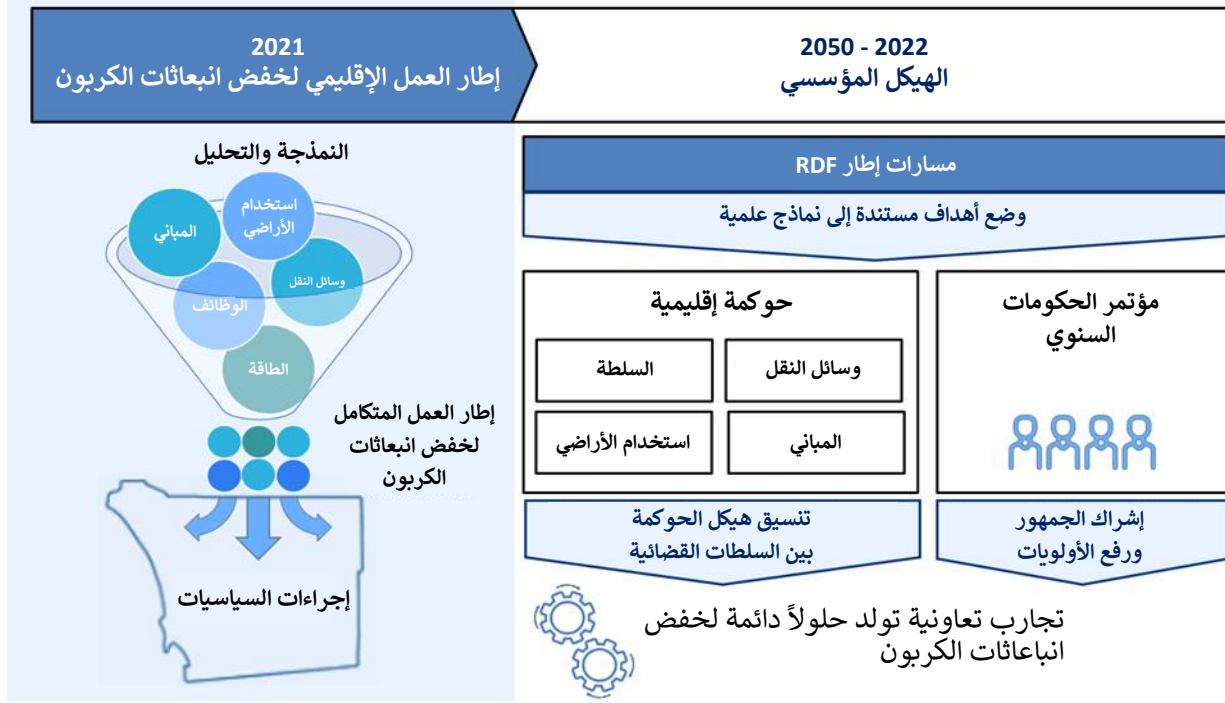 2021
إطار العمل الإقليمي لخفض انبعاثات الكربون
2022 - 2050
الهيكل المؤسسي
النمذجة والتحليل
استخدام
الأراضي
المباني
وسائل النقل
الوظائف
الطاقة
إطار العمل المتكامل
لخفض انبعاثات
الكربون
إجراءات السياسيات
مسارات إطار RDF
وضع أهداف مستندة إلى نماذج علمية
مؤتمر الحكومات
السنوي
حوكمة إقليمية
وسائل النقل
السلطة
المباني
استخدام الأراضي
إشراك الجمهور
ورفع الأولويات
تنسيق هيكل الحوكمة
بين السلطات القضائية
تجارب تعاونية تولد حلولاً دائمة لخفض
انباعاثات الكربون